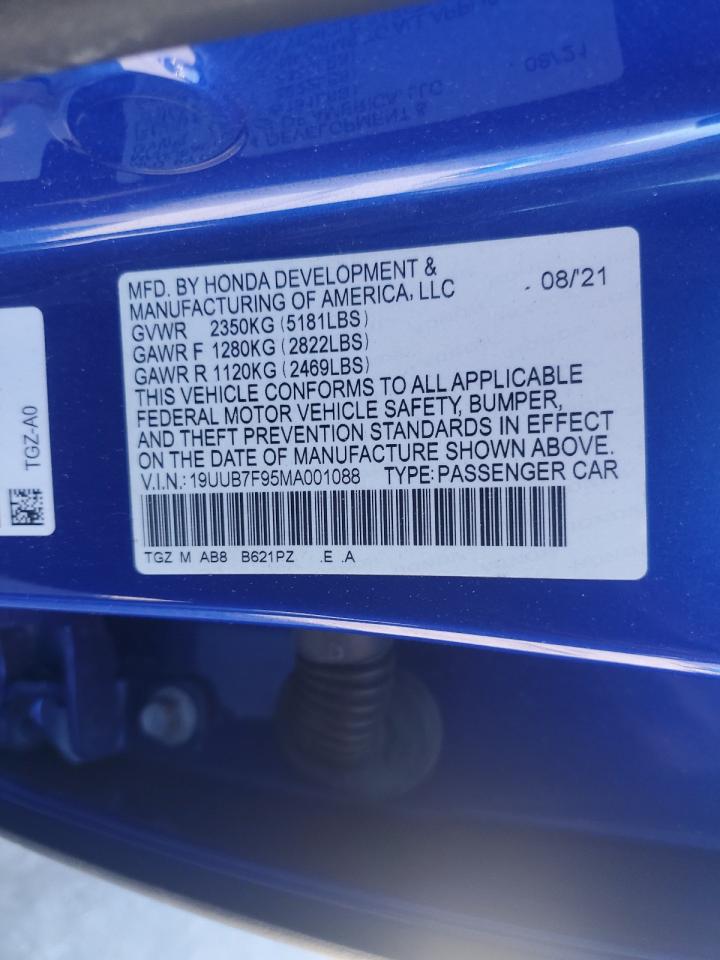 MFD. BY HONDA DEVELOPMENT &
MANUFACTURING OF AMERICA, LLC 08/'21
GVWR 2350KG (5181LBS)
GAWR F 1280KG (2822LBS)
GAWR R 1120KG (2469LBS)
THIS VEHICLE CONFORMS TO ALL APPLICABLE
FEDERAL MOTOR VEHICLE SAFETY, BUMPER,
AND THEFT PREVENTION STANDARDS IN EFFECT
ON THE DATE OF MANUFACTURE SHOWN ABOVE.
V.I.N.:19UUB7F95MA001088 TYPE:PASSENGER CAR
TGZ M AB8 B621PZ .E .A
TGZ-A0